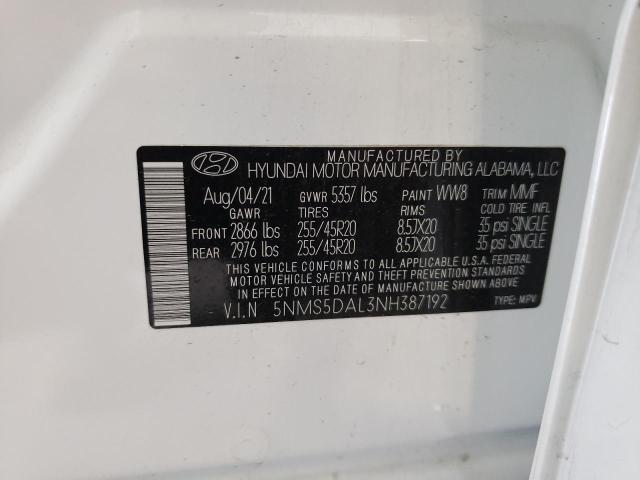 MANUFACTURED BY
HYUNDAI MOTOR MANUFACTURING ALABAMA, LLC
Aug/04/21 GVWR 5357 lbs PAINT WW8 TRIM MMF
GAWR TIRES RIMS COLD TIRE INFL
FRONT 2866 lbs 255/45R20 8.5JX20 35 psi SINGLE
REAR 2976 lbs 255/45R20 8.5JX20 35 psi SINGLE
THIS VEHICLE CONFORMS TO ALL APPLICABLE U.S.A. FEDERAL
MOTOR VEHICLE SAFETY, BUMPER, AND THEFT PREVENTION STANDARDS
IN EFFECT ON THE DATE OF MANUFACTURE SHOWN ABOVE.
V.I.N 5NMS5DAL3NH387192 TYPE: MPV